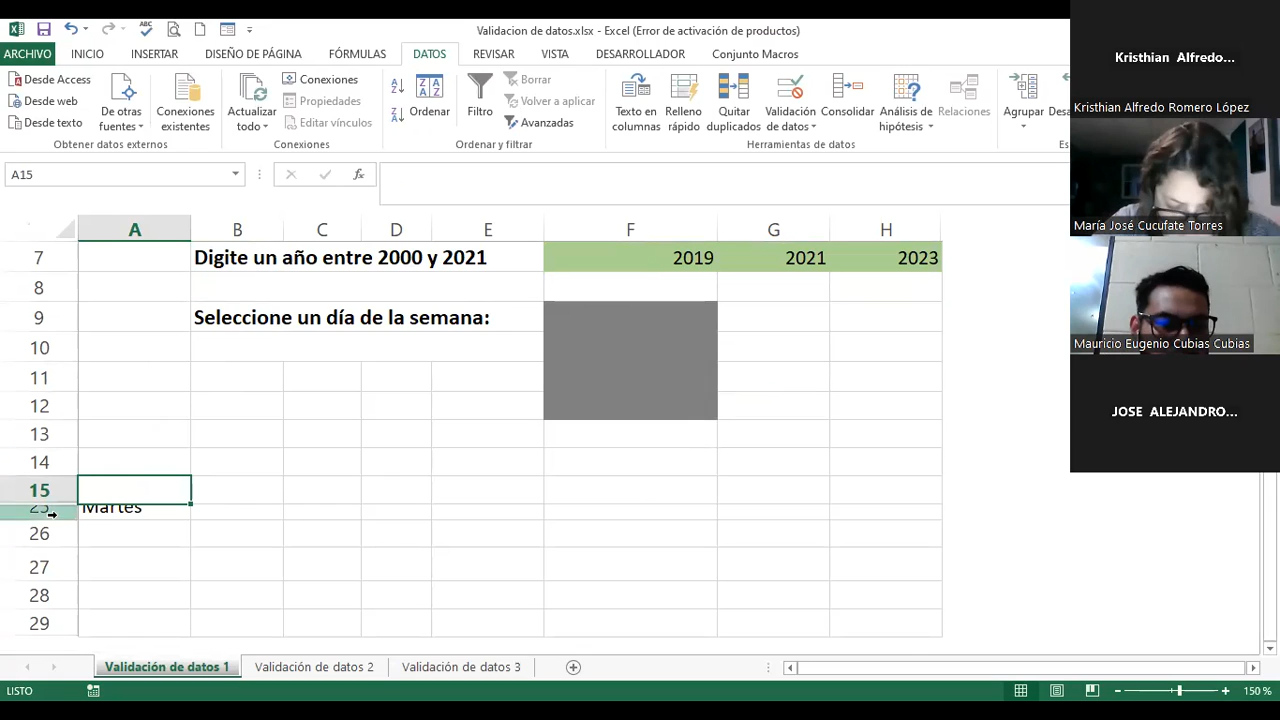 Validacion de datos.xlsx - Excel (Error de activación de productos)
ARCHIVO INICIO INSERTAR DISEÑO DE PÁGINA FÓRMULAS DATOS REVISAR VISTA DESARROLLADOR Conjunto Macros
Desde Access
Desde web
Desde texto
De otras fuentes
Conexiones existentes
Obtener datos externos
Actualizar todo
Conexiones
Propiedades
Editar vínculos
Conexiones
Ordenar
Filtro
Borrar
Volver a aplicar
Avanzadas
Ordenar y filtrar
Texto en columnas
Relleno rápido
Quitar duplicados
Validación de datos
Consolidar
Análisis de hipótesis
Relaciones
Herramientas de datos
Agrupar
A15
A B C D E F G H
7 Digite un año entre 2000 y 2021 2019 2021 2023
8
9 Seleccione un día de la semana:
10
11
12
13
14
15
25 Martes
26
27
28
29
Validación de datos 1 Validación de datos 2 Validación de datos 3
LISTO 150 %
Kristhian Alfredo...
Kristhian Alfredo Romero López
María José Cucufate Torres
Mauricio Eugenio Cubias Cubias
JOSE ALEJANDRO...